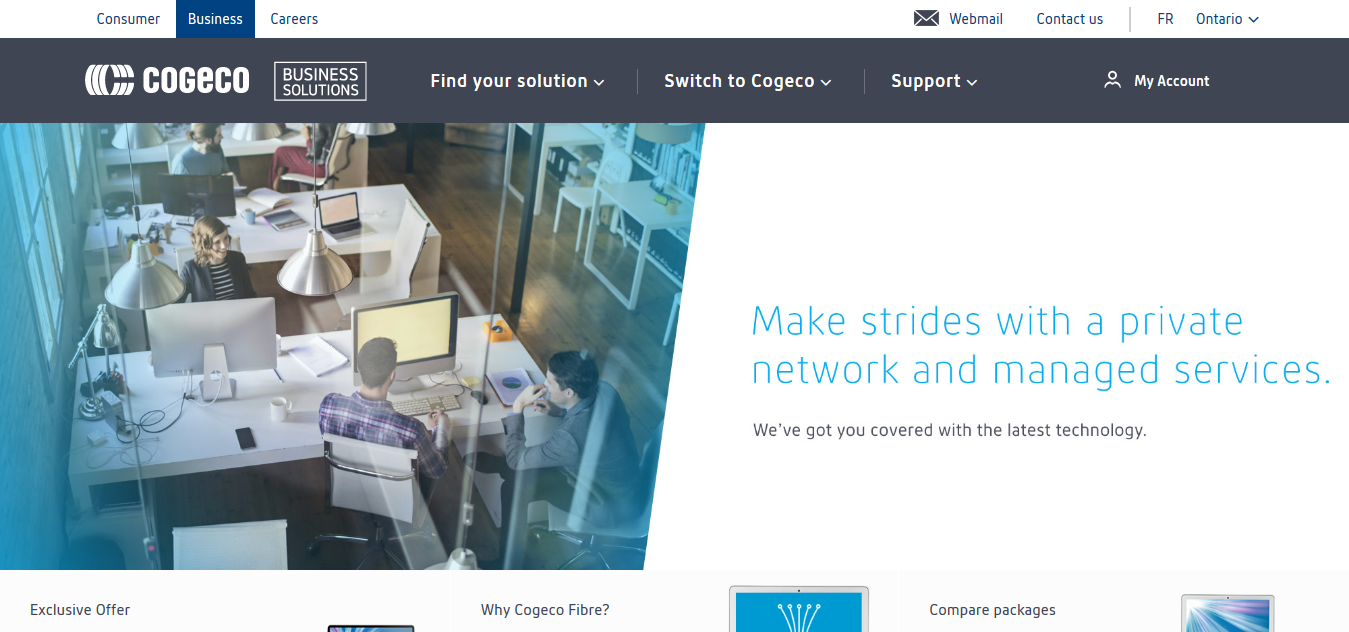 Consumer
Business
Careers
Webmail
Contact us
FR
Ontario
COGECO
BUSINESS
SOLUTIONS
Find your solution
Switch to Cogeco
Support
My Account
Make strides with a private
network and managed services.
We’ve got you covered with the latest technology.
Exclusive Offer
Why Cogeco Fibre?
Compare packages